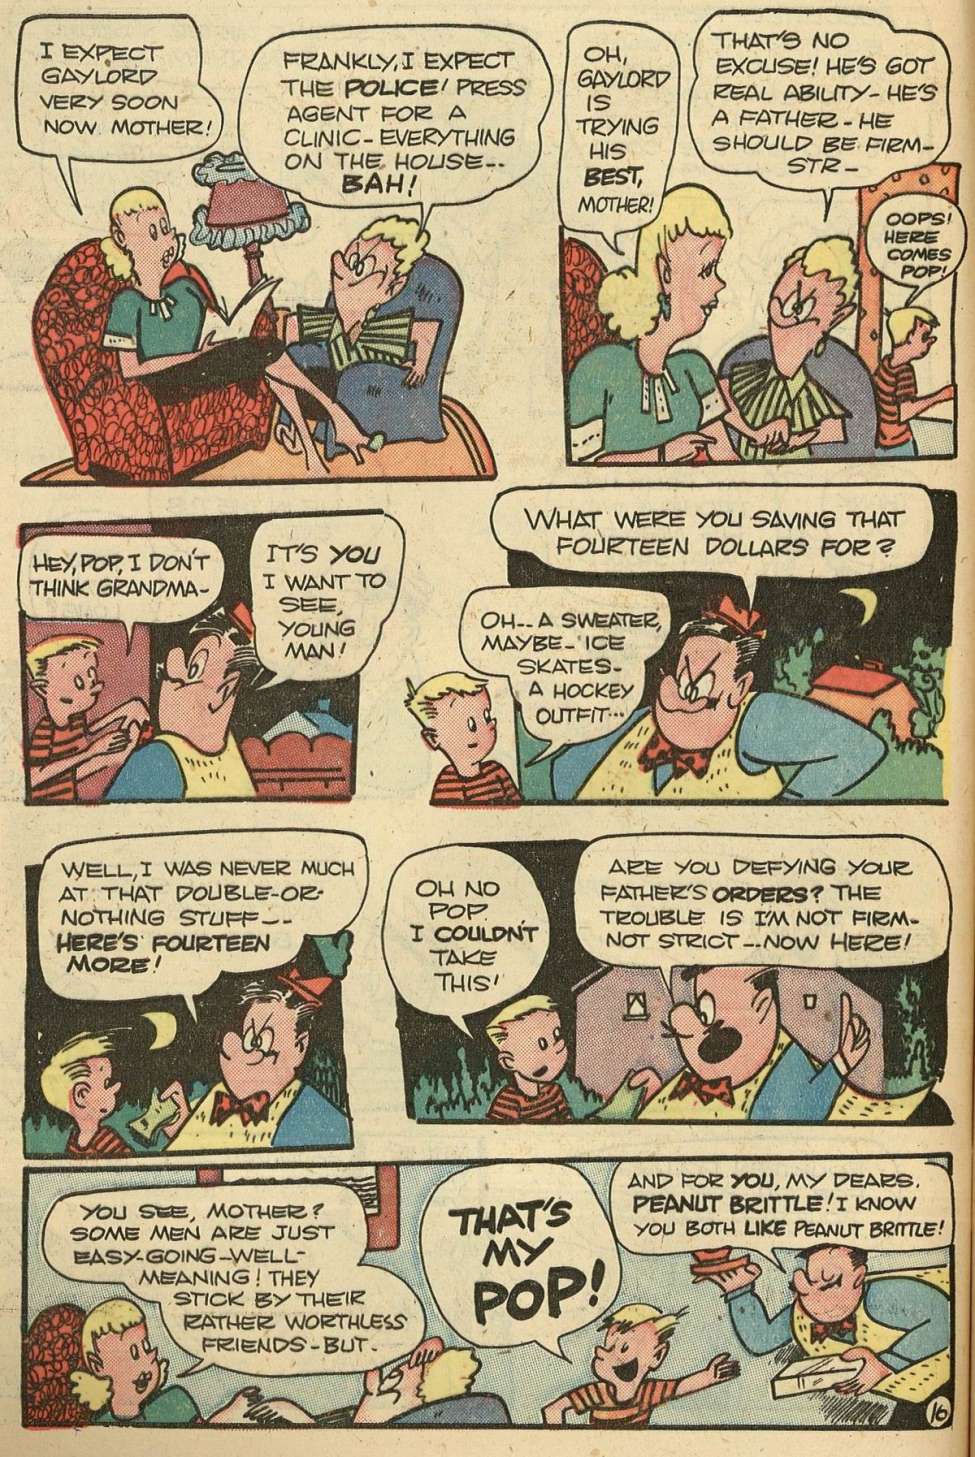 I EXPECT
GAYLORD
VERY SOON
NOW MOTHER!
FRANKLY, I EXPECT
THE POLICE! PRESS
AGENT FOR A
CLINIC - EVERYTHING
ON THE HOUSE--
BAH!
OH,
GAYLORD
IS
TRYING
HIS
BEST,
MOTHER!
THAT'S NO
EXCUSE! HE'S GOT
REAL ABILITY - HE'S
A FATHER - HE
SHOULD BE FIRM-
STR-
OOPS!
HERE
COMES
POP!
HEY, POP, I DON'T
THINK GRANDMA-
IT'S YOU
I WANT TO
SEE,
YOUNG
MAN!
WHAT WERE YOU SAVING THAT
FOURTEEN DOLLARS FOR?
OH-- A SWEATER,
MAYBE - ICE
SKATES-
A HOCKEY
OUTFIT...
WELL, I WAS NEVER MUCH
AT THAT DOUBLE-OR-
NOTHING STUFF--
HERE'S FOURTEEN
MORE!
OH NO
POP.
I COULDN'T
TAKE
THIS!
ARE YOU DEFYING YOUR
FATHER'S ORDERS? THE
TROUBLE IS I'M NOT FIRM-
NOT STRICT -- NOW HERE!
YOU SEE, MOTHER?
SOME MEN ARE JUST
EASY-GOING - WELL-
MEANING! THEY
STICK BY THEIR
RATHER WORTHLESS
FRIENDS - BUT.
THAT'S
MY
POP!
AND FOR YOU, MY DEARS.
PEANUT BRITTLE! I KNOW
YOU BOTH LIKE PEANUT BRITTLE!
16